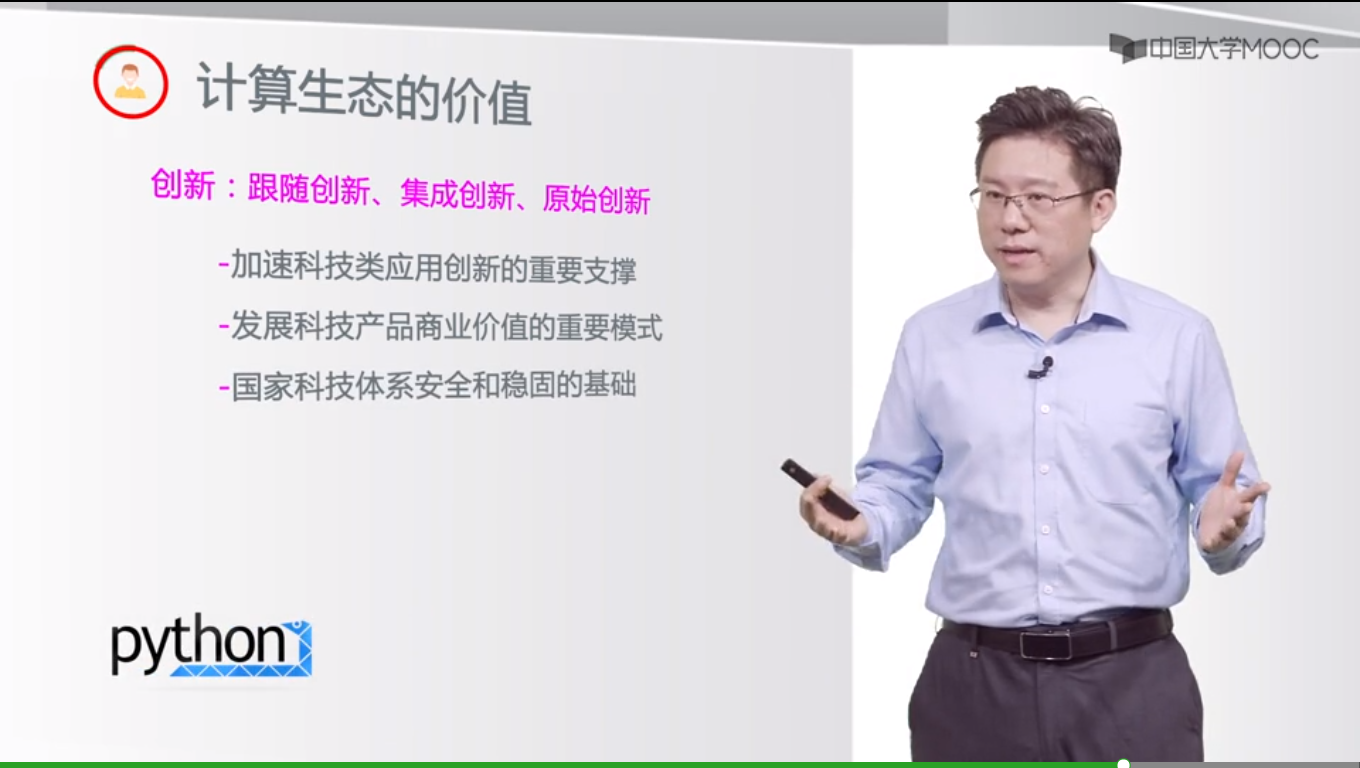 中国大学MOOC
计算生态的价值
创新：跟随创新、集成创新、原始创新
-加速科技类应用创新的重要支撑
-发展科技产品商业价值的重要模式
-国家科技体系安全和稳固的基础
python